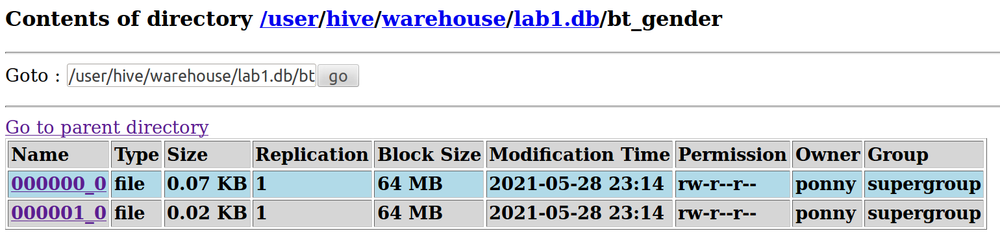 Contents of directory /user/hive/warehouse/lab1.db/bt_gender
Goto : /user/hive/warehouse/lab1.db/bt go
Go to parent directory
Name Type Size Replication Block Size Modification Time Permission Owner Group
000000_0 file 0.07 KB 1 64 MB 2021-05-28 23:14 rw-r--r-- ponny supergroup
000001_0 file 0.02 KB 1 64 MB 2021-05-28 23:14 rw-r--r-- ponny supergroup